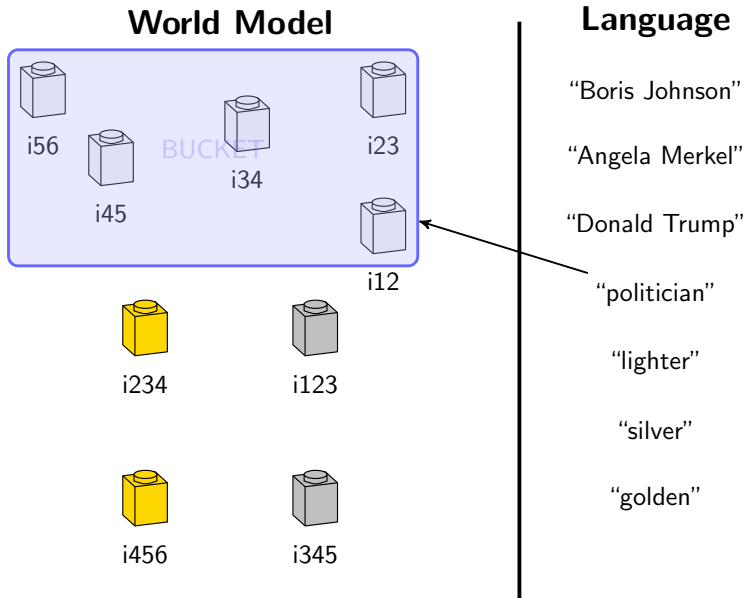 World Model
Language
i56
i45
BUCKET
i34
i23
i12
i234
i123
i456
i345
“Boris Johnson”
“Angela Merkel”
“Donald Trump”
“politician”
“lighter”
“silver”
“golden”